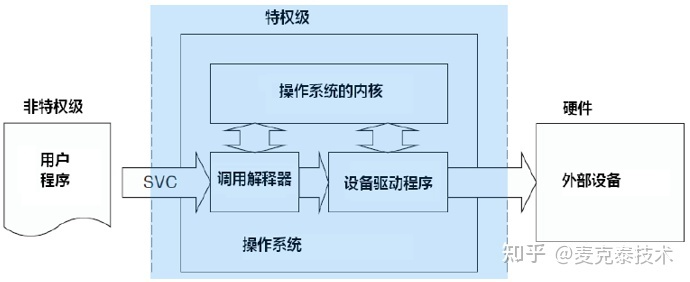 特权级
操作系统的内核
非特权级
硬件
用户
程序
SVC
调用解释器
设备驱动程序
外部设备
操作系统
知乎 @麦克泰技术